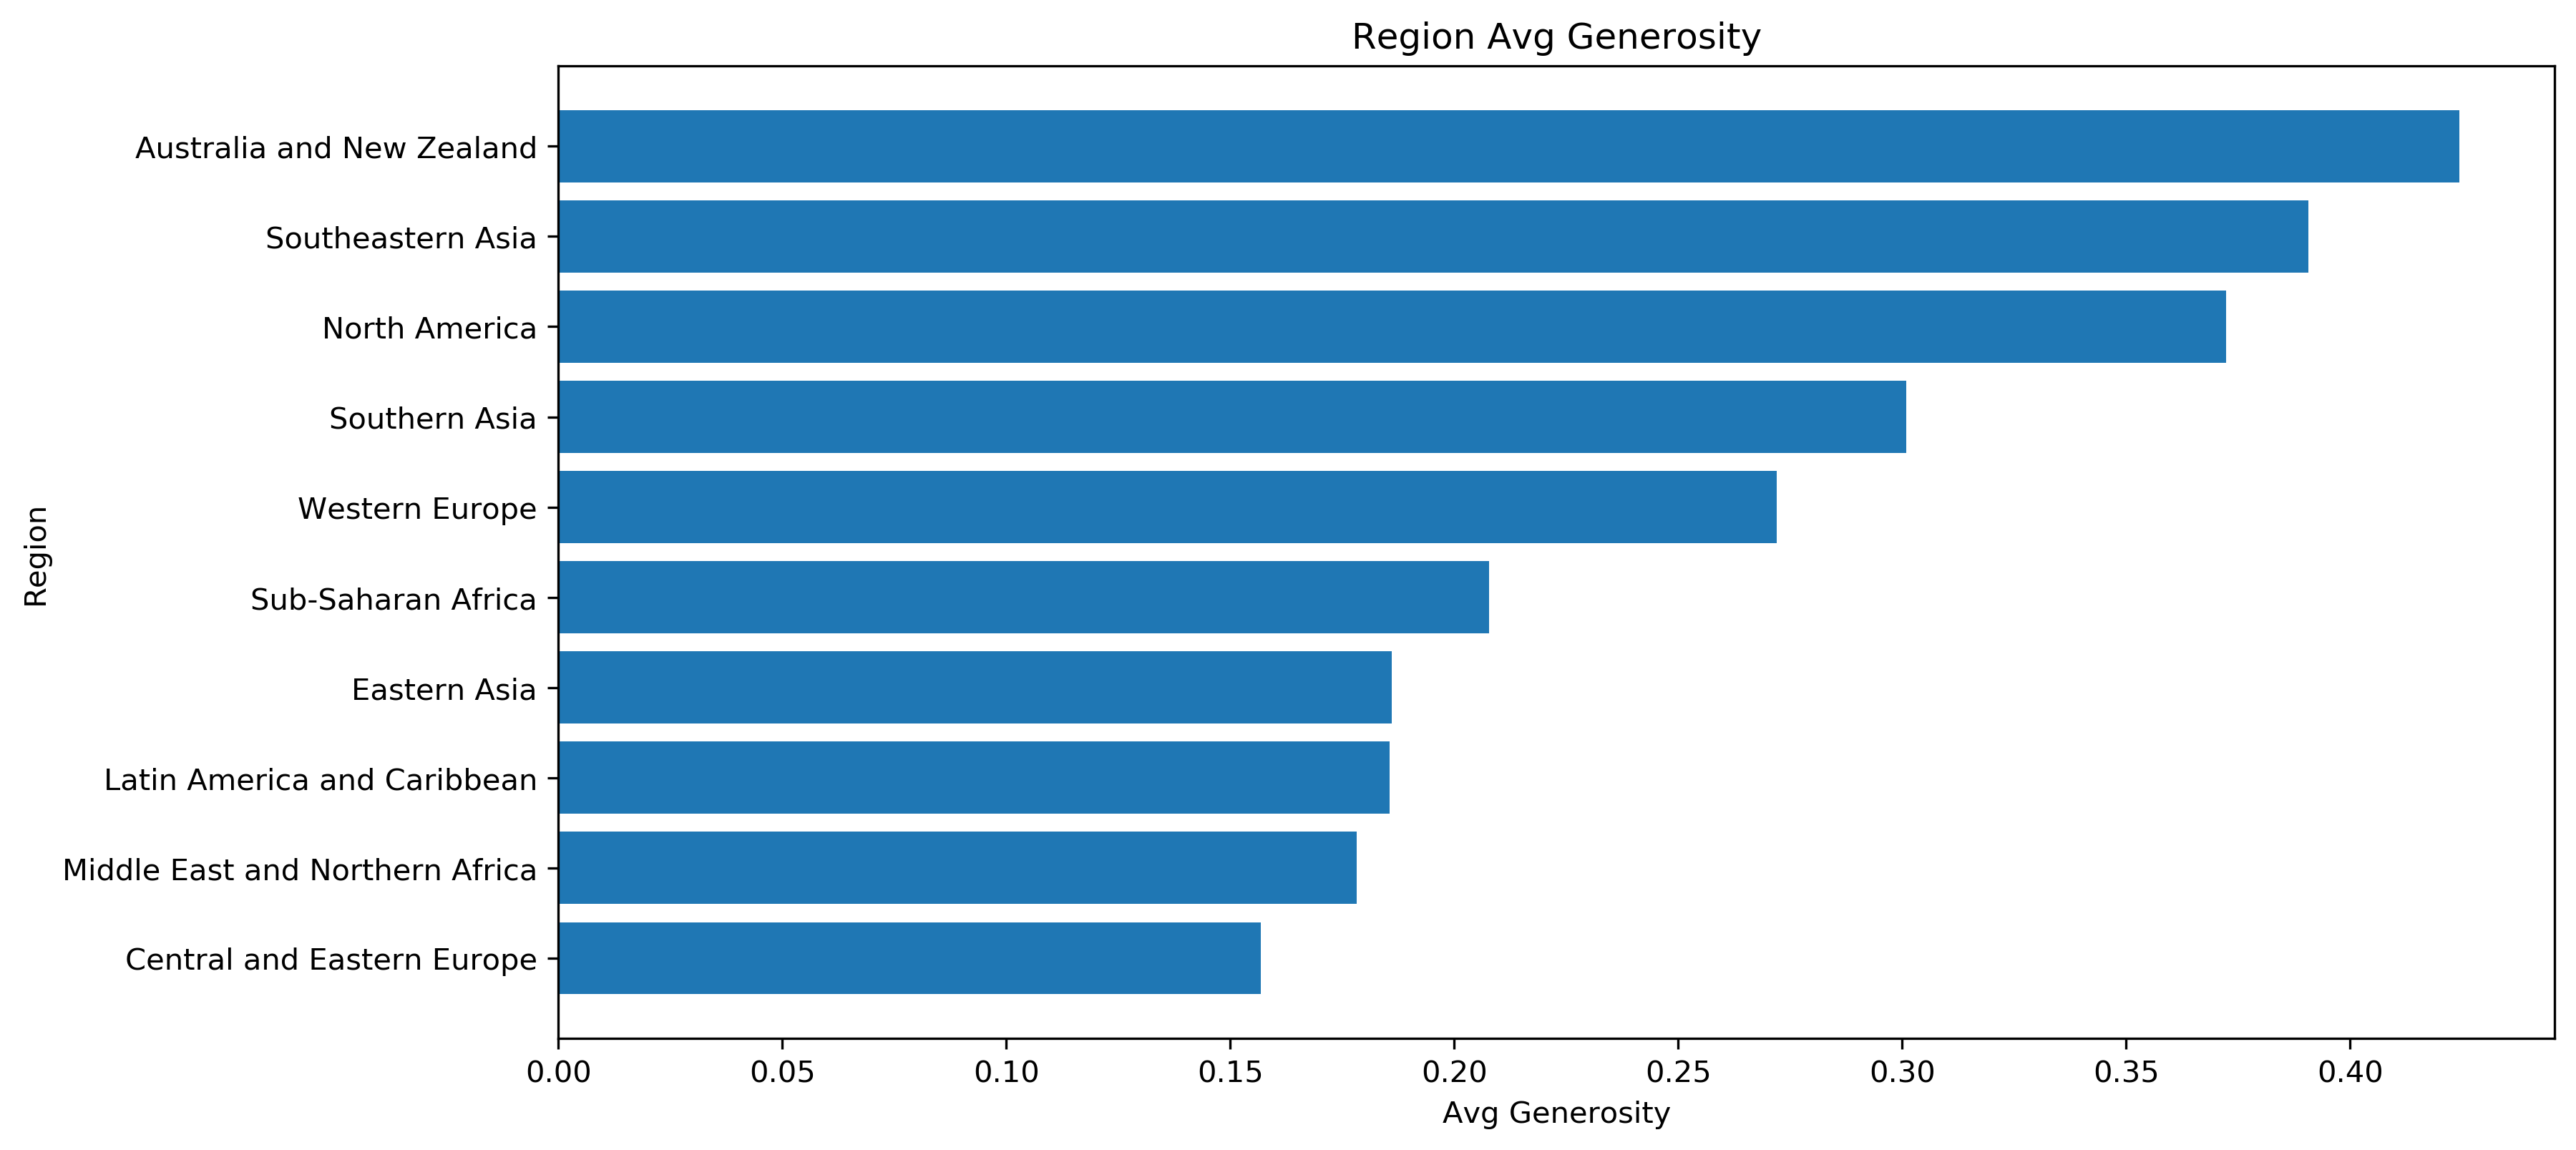 Region Avg Generosity
Australia and New Zealand
Southeastern Asia
North America
Southern Asia
Western Europe
Sub-Saharan Africa
Eastern Asia
Latin America and Caribbean
Middle East and Northern Africa
Central and Eastern Europe
Region
0.00 0.05 0.10 0.15 0.20 0.25 0.30 0.35 0.40
Avg Generosity